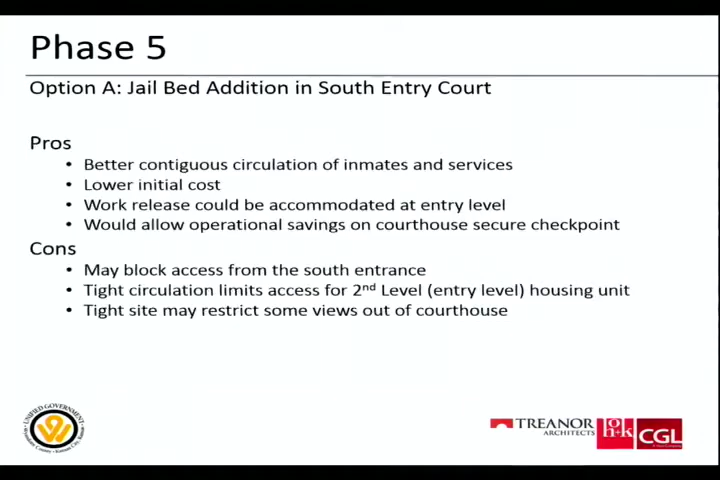 Phase 5
Option A: Jail Bed Addition in South Entry Court
Pros
• Better contiguous circulation of inmates and services
• Lower initial cost
• Work release could be accommodated at entry level
• Would allow operational savings on courthouse secure checkpoint
Cons
• May block access from the south entrance
• Tight circulation limits access for 2nd Level (entry level) housing unit
• Tight site may restrict some views out of courthouse
UNIFIED GOVERNMENT
TREANOR
ARCHITECTS
HOK
CGL